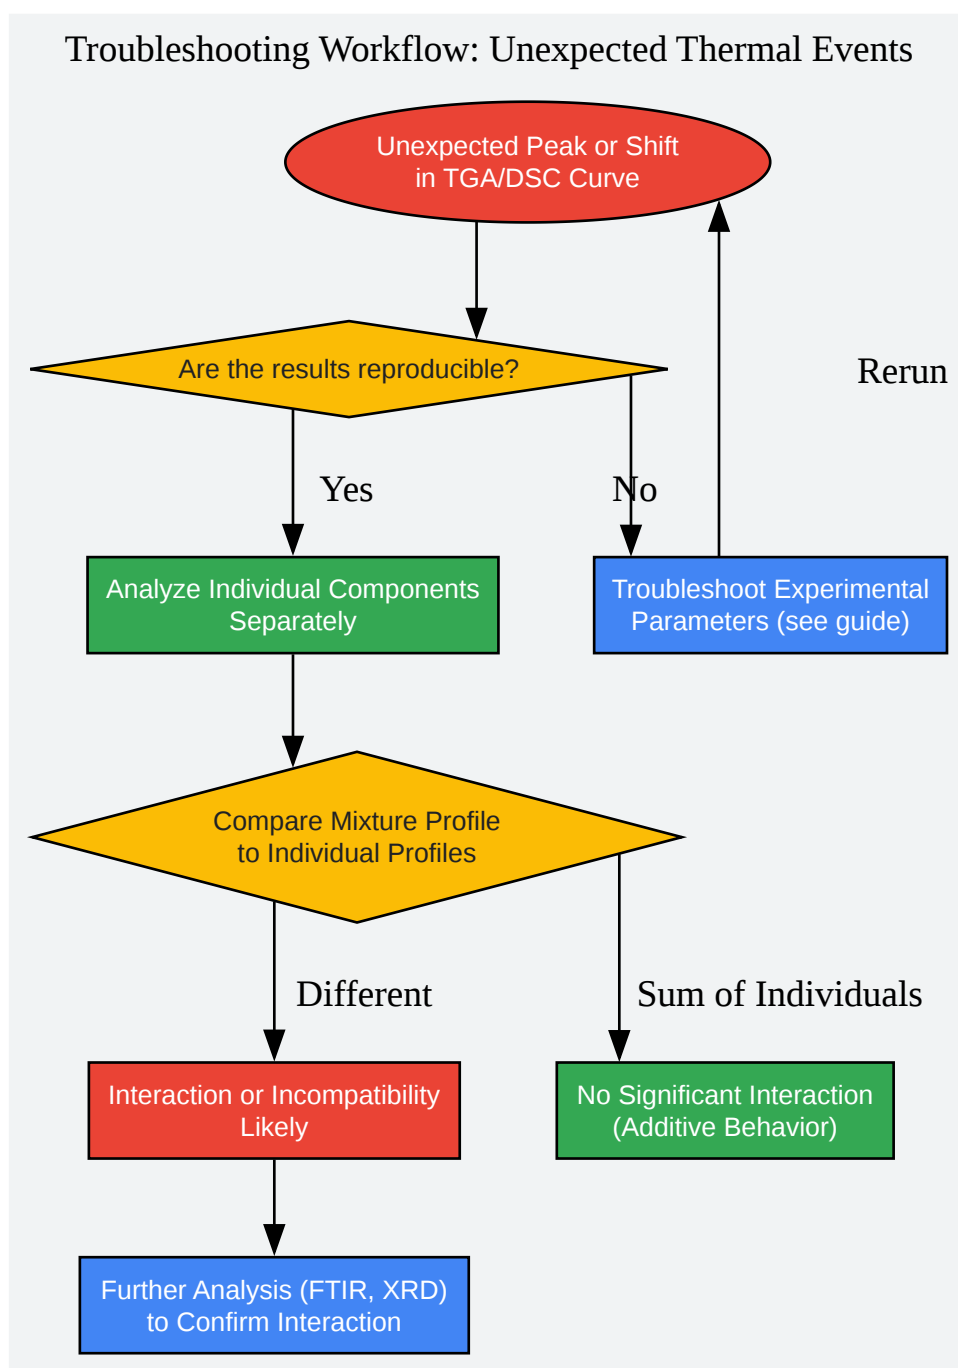 Troubleshooting Workflow: Unexpected Thermal Events
Unexpected Peak or Shift
in TGA/DSC Curve
Are the results reproducible?
Rerun
Yes
No
Analyze Individual Components
Separately
Troubleshoot Experimental
Parameters (see guide)
Compare Mixture Profile
to Individual Profiles
Different
Sum of Individuals
Interaction or Incompatibility
Likely
No Significant Interaction
(Additive Behavior)
Further Analysis (FTIR, XRD)
to Confirm Interaction